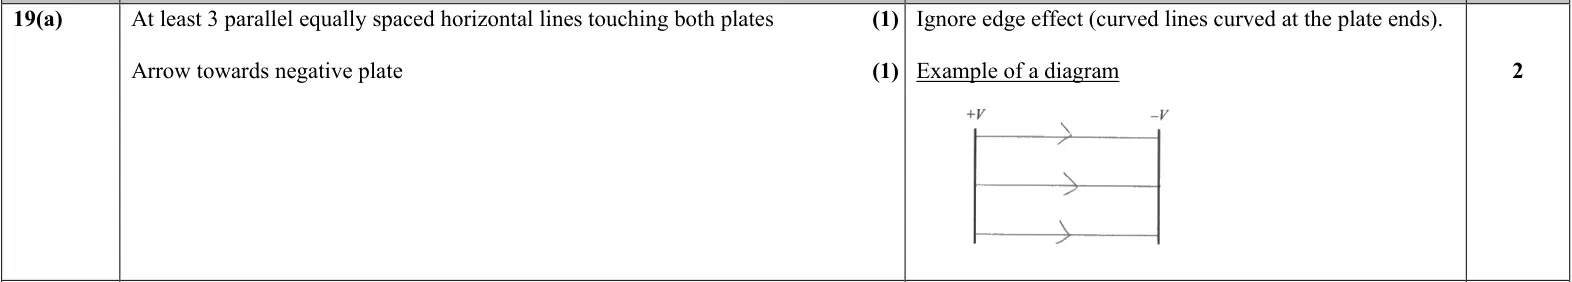 19(a) At least 3 parallel equally spaced horizontal lines touching both plates (1) Ignore edge effect (curved lines curved at the plate ends).
Arrow towards negative plate (1) Example of a diagram 2
+V –V